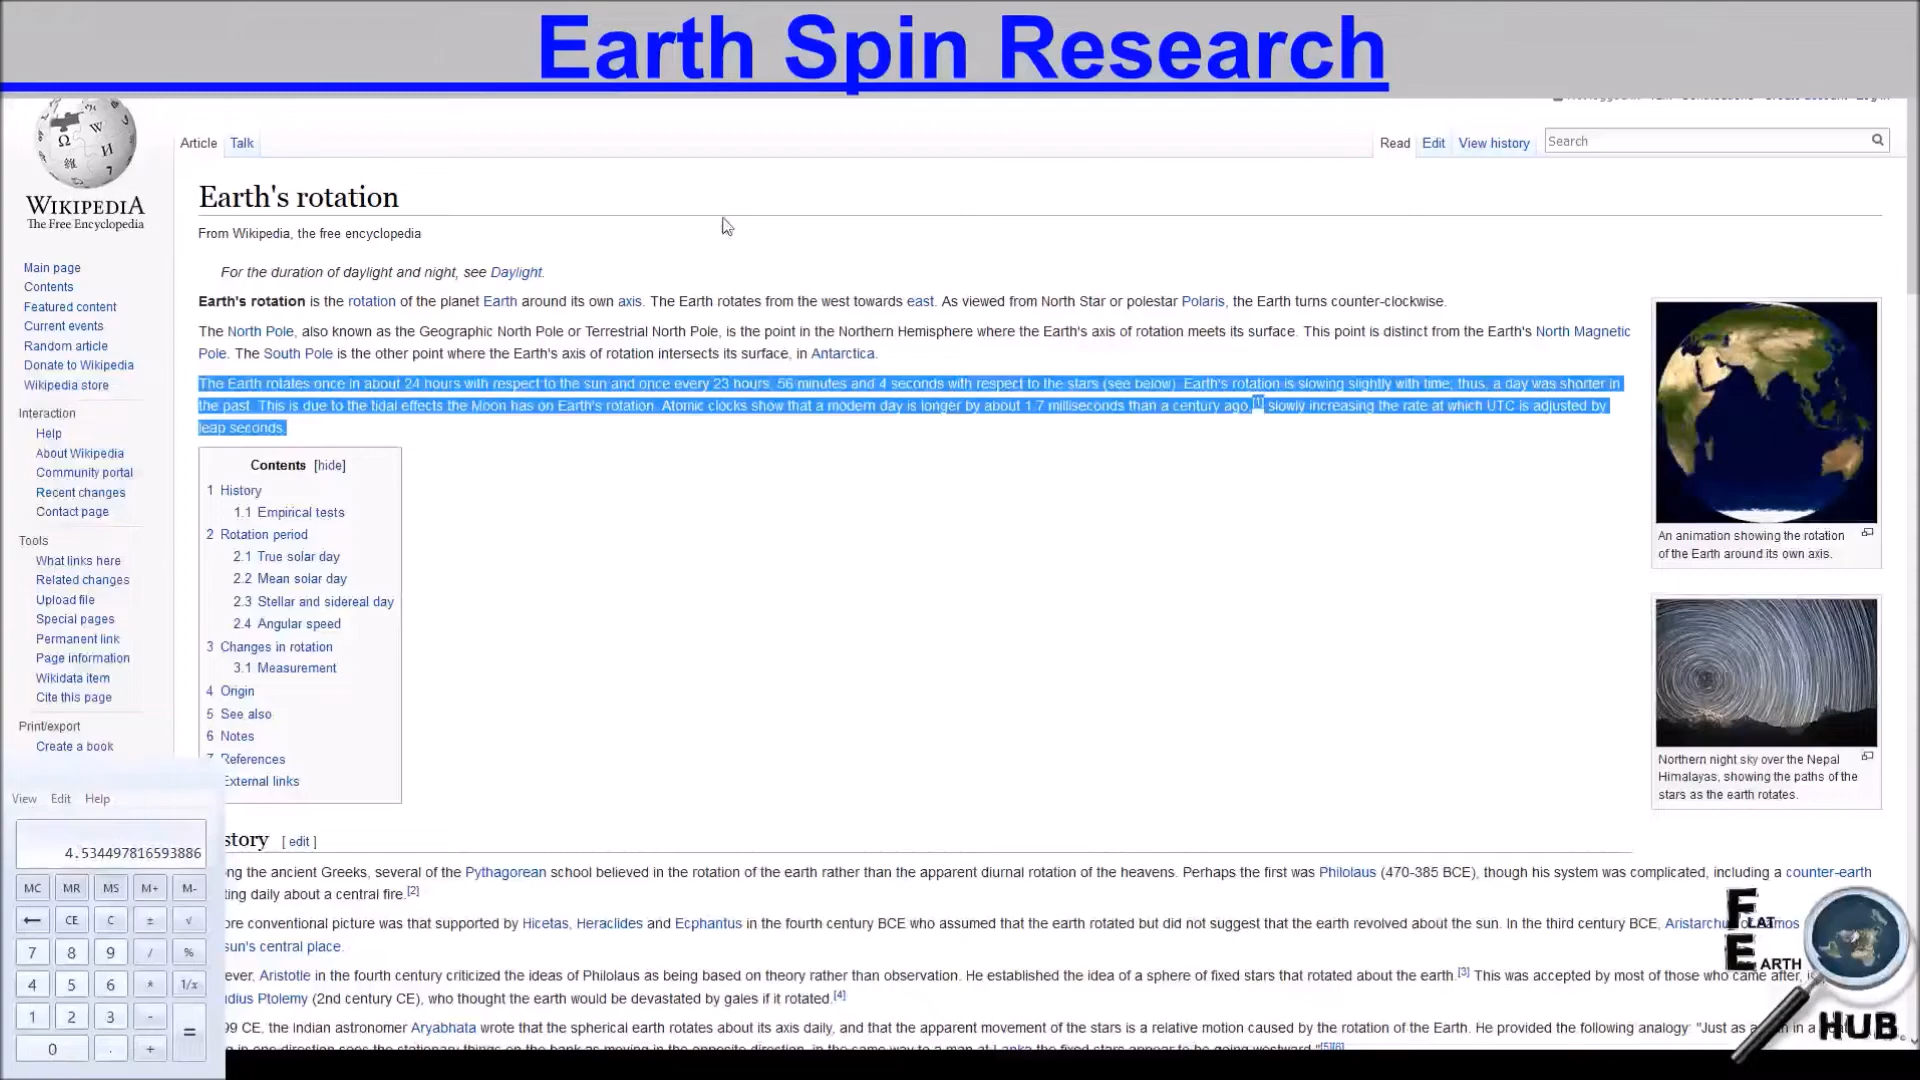 Earth Spin Research
WIKIPEDIA
The Free Encyclopedia
Main page
Contents
Featured content
Current events
Random article
Donate to Wikipedia
Wikipedia store
Interaction
Help
About Wikipedia
Community portal
Recent changes
Contact page
Tools
What links here
Related changes
Upload file
Special pages
Permanent link
Page information
Wikidata item
Cite this page
Print/export
Create a book
Article Talk
Read Edit View history Search
Earth's rotation
From Wikipedia, the free encyclopedia
For the duration of daylight and night, see Daylight.
Earth's rotation is the rotation of the planet Earth around its own axis. The Earth rotates from the west towards east. As viewed from North Star or polestar Polaris, the Earth turns counter-clockwise.
The North Pole, also known as the Geographic North Pole or Terrestrial North Pole, is the point in the Northern Hemisphere where the Earth's axis of rotation meets its surface. This point is distinct from the Earth's North Magnetic
Pole. The South Pole is the other point where the Earth's axis of rotation intersects its surface, in Antarctica.
The Earth rotates once in about 24 hours with respect to the sun and once every 23 hours, 56 minutes and 4 seconds with respect to the stars (see below). Earth's rotation is slowing slightly with time; thus, a day was shorter in
the past. This is due to the tidal effects the Moon has on Earth's rotation. Atomic clocks show that a modern day is longer by about 1.7 milliseconds than a century ago,[1] slowly increasing the rate at which UTC is adjusted by
leap seconds.
Contents [hide]
1 History
1.1 Empirical tests
2 Rotation period
2.1 True solar day
2.2 Mean solar day
2.3 Stellar and sidereal day
2.4 Angular speed
3 Changes in rotation
3.1 Measurement
4 Origin
5 See also
6 Notes
7 References
External links
An animation showing the rotation
of the Earth around its own axis.
Northern night sky over the Nepal
Himalayas, showing the paths of the
stars as the earth rotates.
story [ edit ]
ng the ancient Greeks, several of the Pythagorean school believed in the rotation of the earth rather than the apparent diurnal rotation of the heavens. Perhaps the first was Philolaus (470-385 BCE), though his system was complicated, including a counter-earth
ting daily about a central fire.[2]
ore conventional picture was that supported by Hicetas, Heraclides and Ecphantus in the fourth century BCE who assumed that the earth rotated but did not suggest that the earth revolved about the sun. In the third century BCE,
sun's central place.
ever, Aristotle in the fourth century criticized the ideas of Philolaus as being based on theory rather than observation. He established the idea of a sphere of fixed stars that rotated about the earth.[3] This was accepted by most of those who came after,
udius Ptolemy (2nd century CE), who thought the earth would be devastated by gales if it rotated.[4]
99 CE, the Indian astronomer Aryabhata wrote that the spherical earth rotates about its axis daily, and that the apparent movement of the stars is a relative motion caused by the rotation of the Earth. He provided the following analogy: "Just as a
View Edit Help
4.534497816593886
MC MR MS M+ M-
← CE C ± √
7 8 9 / %
4 5 6 * 1/x
1 2 3 - =
0 . +
FLAT
EARTH
HUB